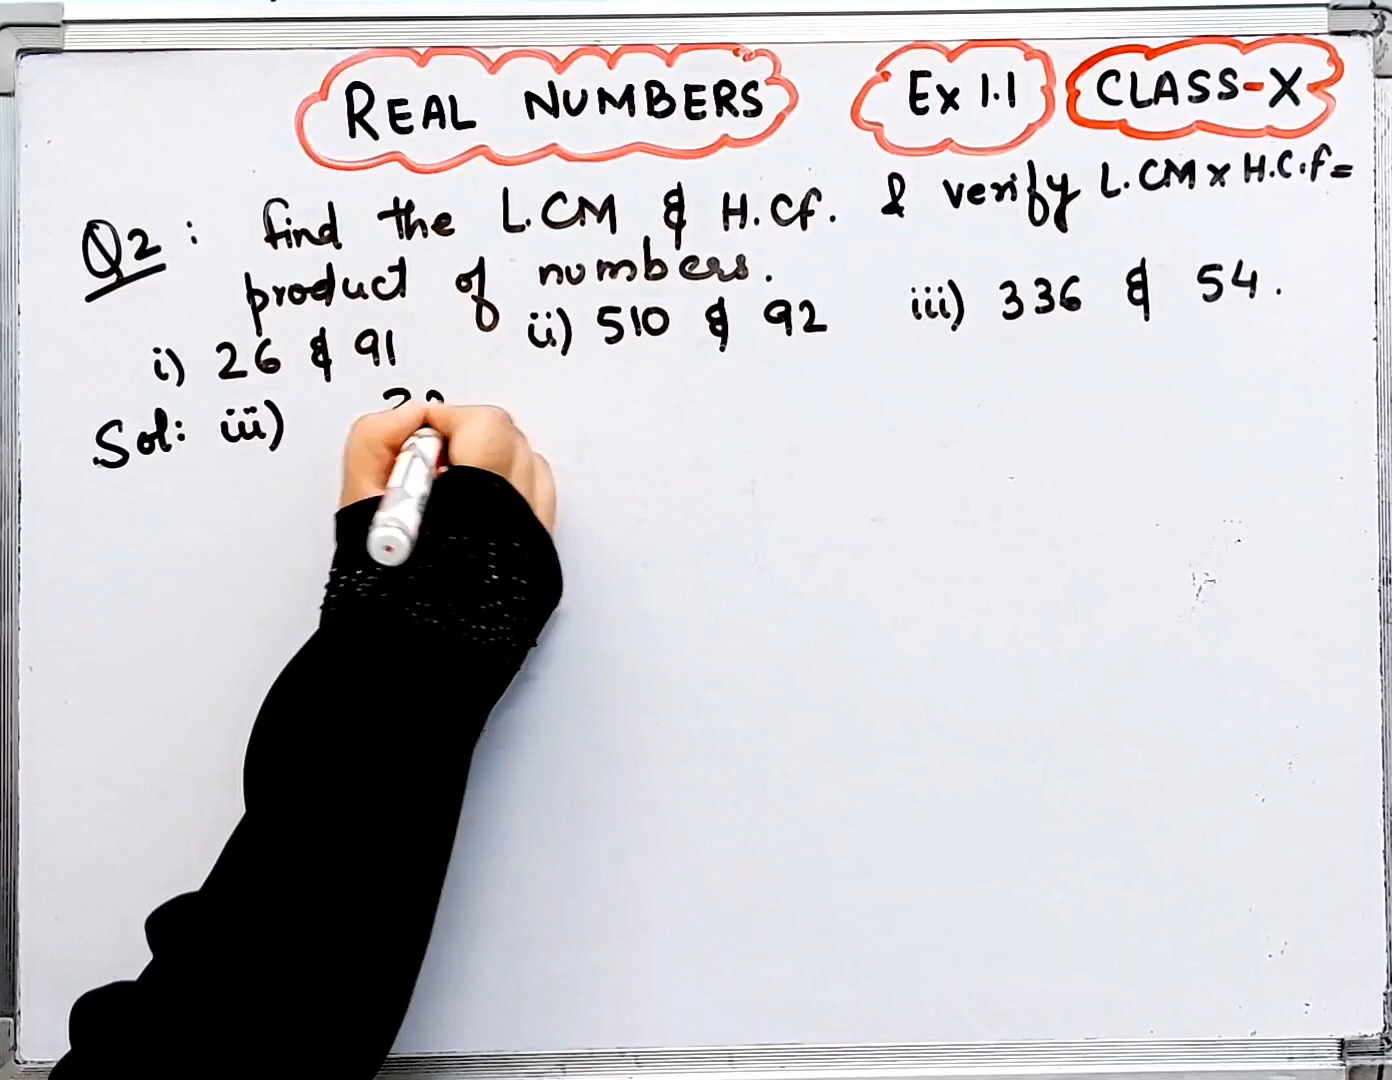 REAL NUMBERS Ex 1.1 CLASS-X
Q2: find the L.CM & H.Cf. & verify L.CM x H.C.f =
product of numbers.
i) 26 & 91 ii) 510 & 92 iii) 336 & 54.
Sol: iii)